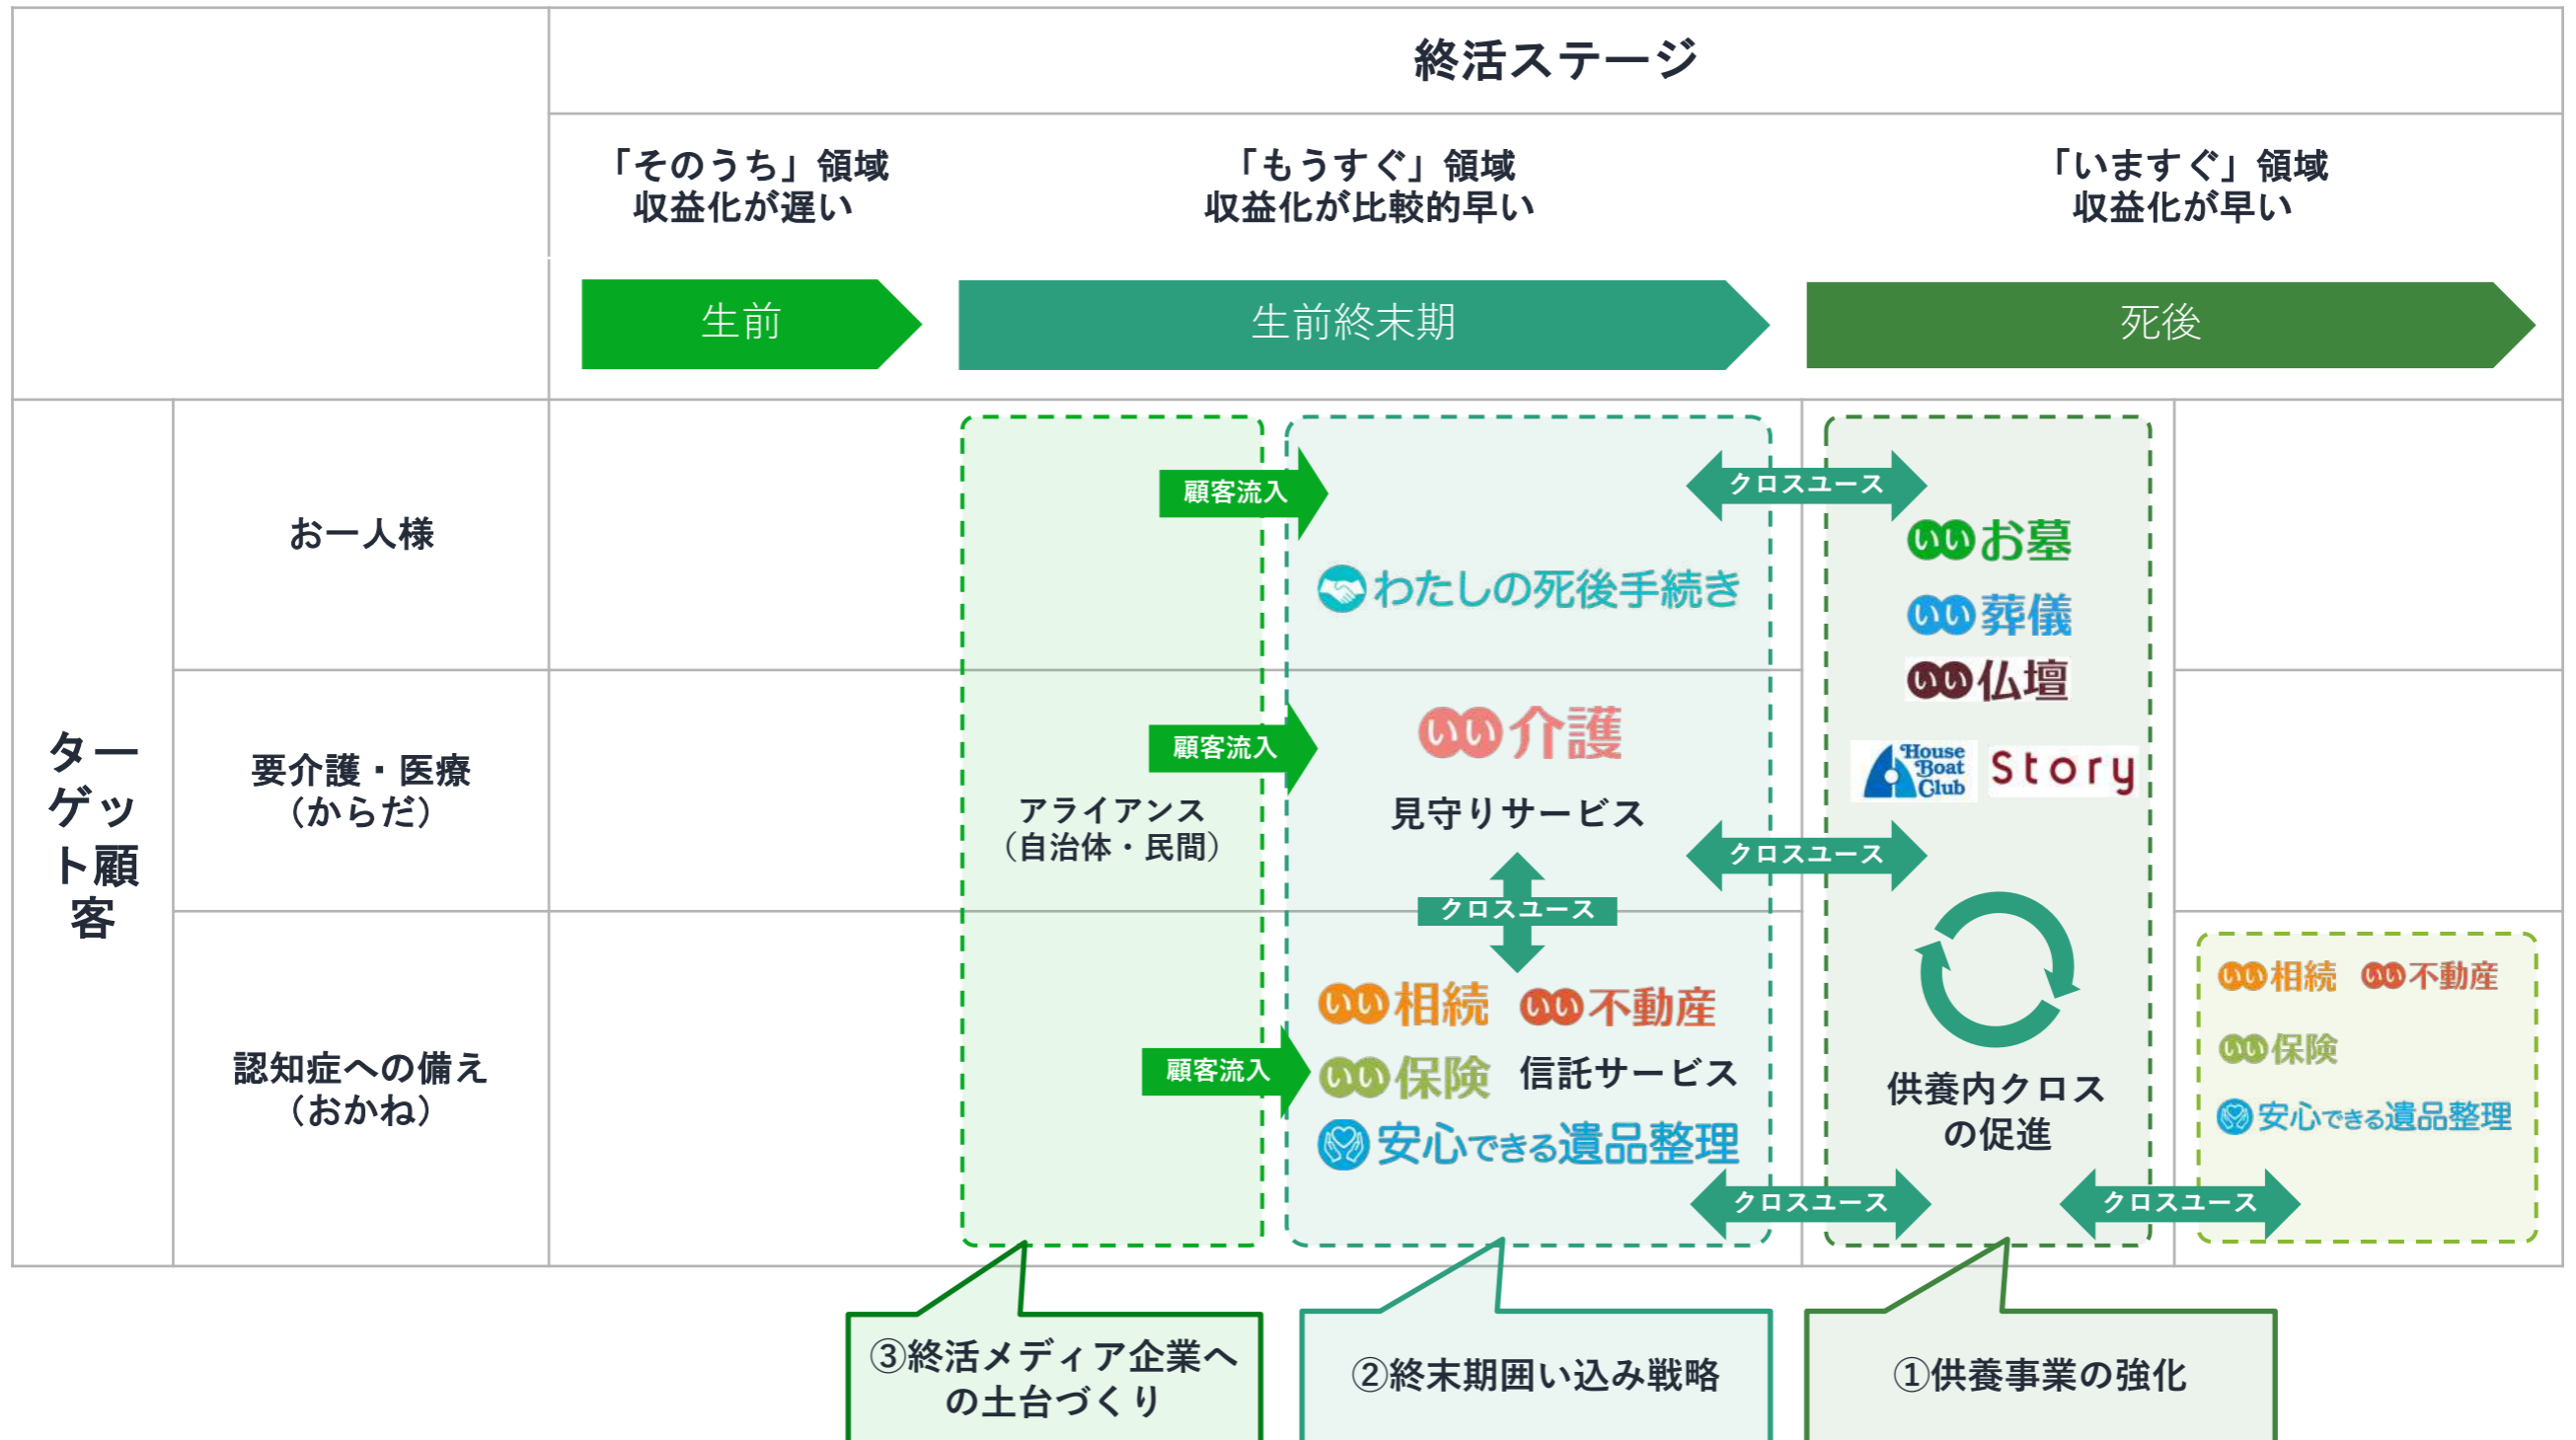 終活ステージ
「そのうち」領域
収益化が遅い
「もうすぐ」領域
収益化が比較的早い
「いますぐ」領域
収益化が早い
生前
生前終末期
死後
ター
ゲッ
ト顧
客
お一人様
顧客流入
クロスユース
わたしの死後手続き
いいお墓
いい葬儀
いい仏壇
House
Boat
Club
Story
要介護・医療
（からだ）
アライアンス
（自治体・民間）
顧客流入
いい介護
見守りサービス
クロスユース
クロスユース
認知症への備え
（おかね）
顧客流入
いい相続
いい不動産
いい保険
信託サービス
安心できる遺品整理
クロスユース
供養内クロス
の促進
クロスユース
いい相続
いい不動産
いい保険
安心できる遺品整理
③終活メディア企業へ
の土台づくり
②終末期囲い込み戦略
①供養事業の強化